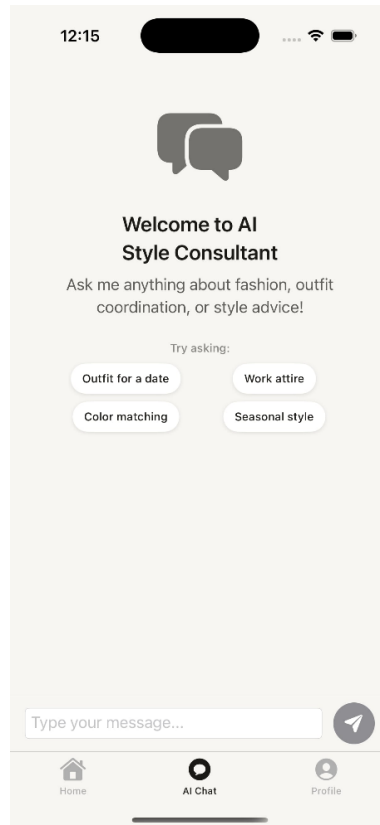 12:15
Welcome to AI
Style Consultant
Ask me anything about fashion, outfit
coordination, or style advice!
Try asking:
Outfit for a date
Work attire
Color matching
Seasonal style
Type your message...
Home
AI Chat
Profile